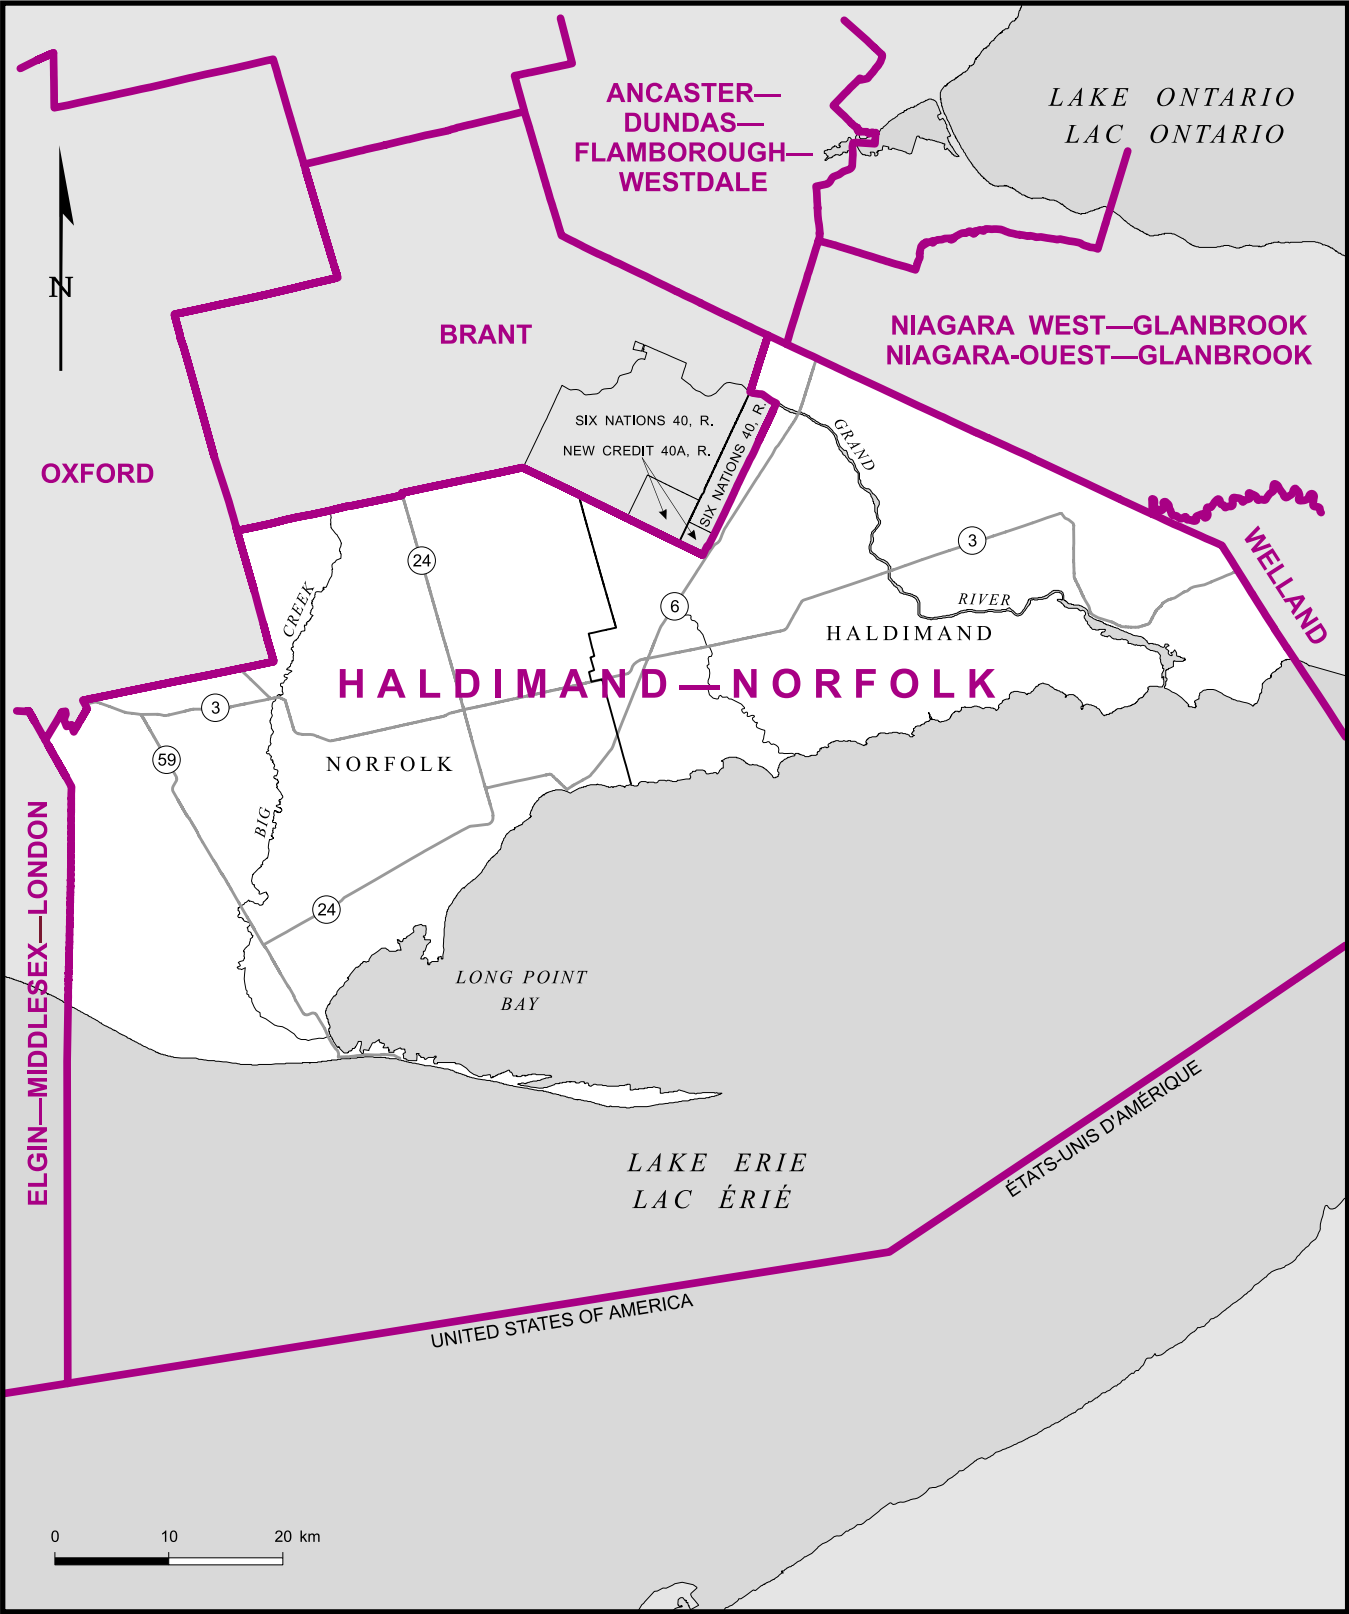 ANCASTER—
DUNDAS—
FLAMBOROUGH—
WESTDALE
LAKE ONTARIO
LAC ONTARIO
N
BRANT
NIAGARA WEST—GLANBROOK
NIAGARA-OUEST—GLANBROOK
SIX NATIONS 40, R.
NEW CREDIT 40A, R.
SIX NATIONS 40, R.
GRAND
OXFORD
3
WELLAND
24
CREEK
6
RIVER
HALDIMAND
HALDIMAND—NORFOLK
3
59
NORFOLK
BIG
24
ELGIN—MIDDLESEX—LONDON
LONG POINT
BAY
LAKE ERIE
LAC ÉRIÉ
ÉTATS-UNIS D'AMÉRIQUE
UNITED STATES OF AMERICA
0 10 20 km